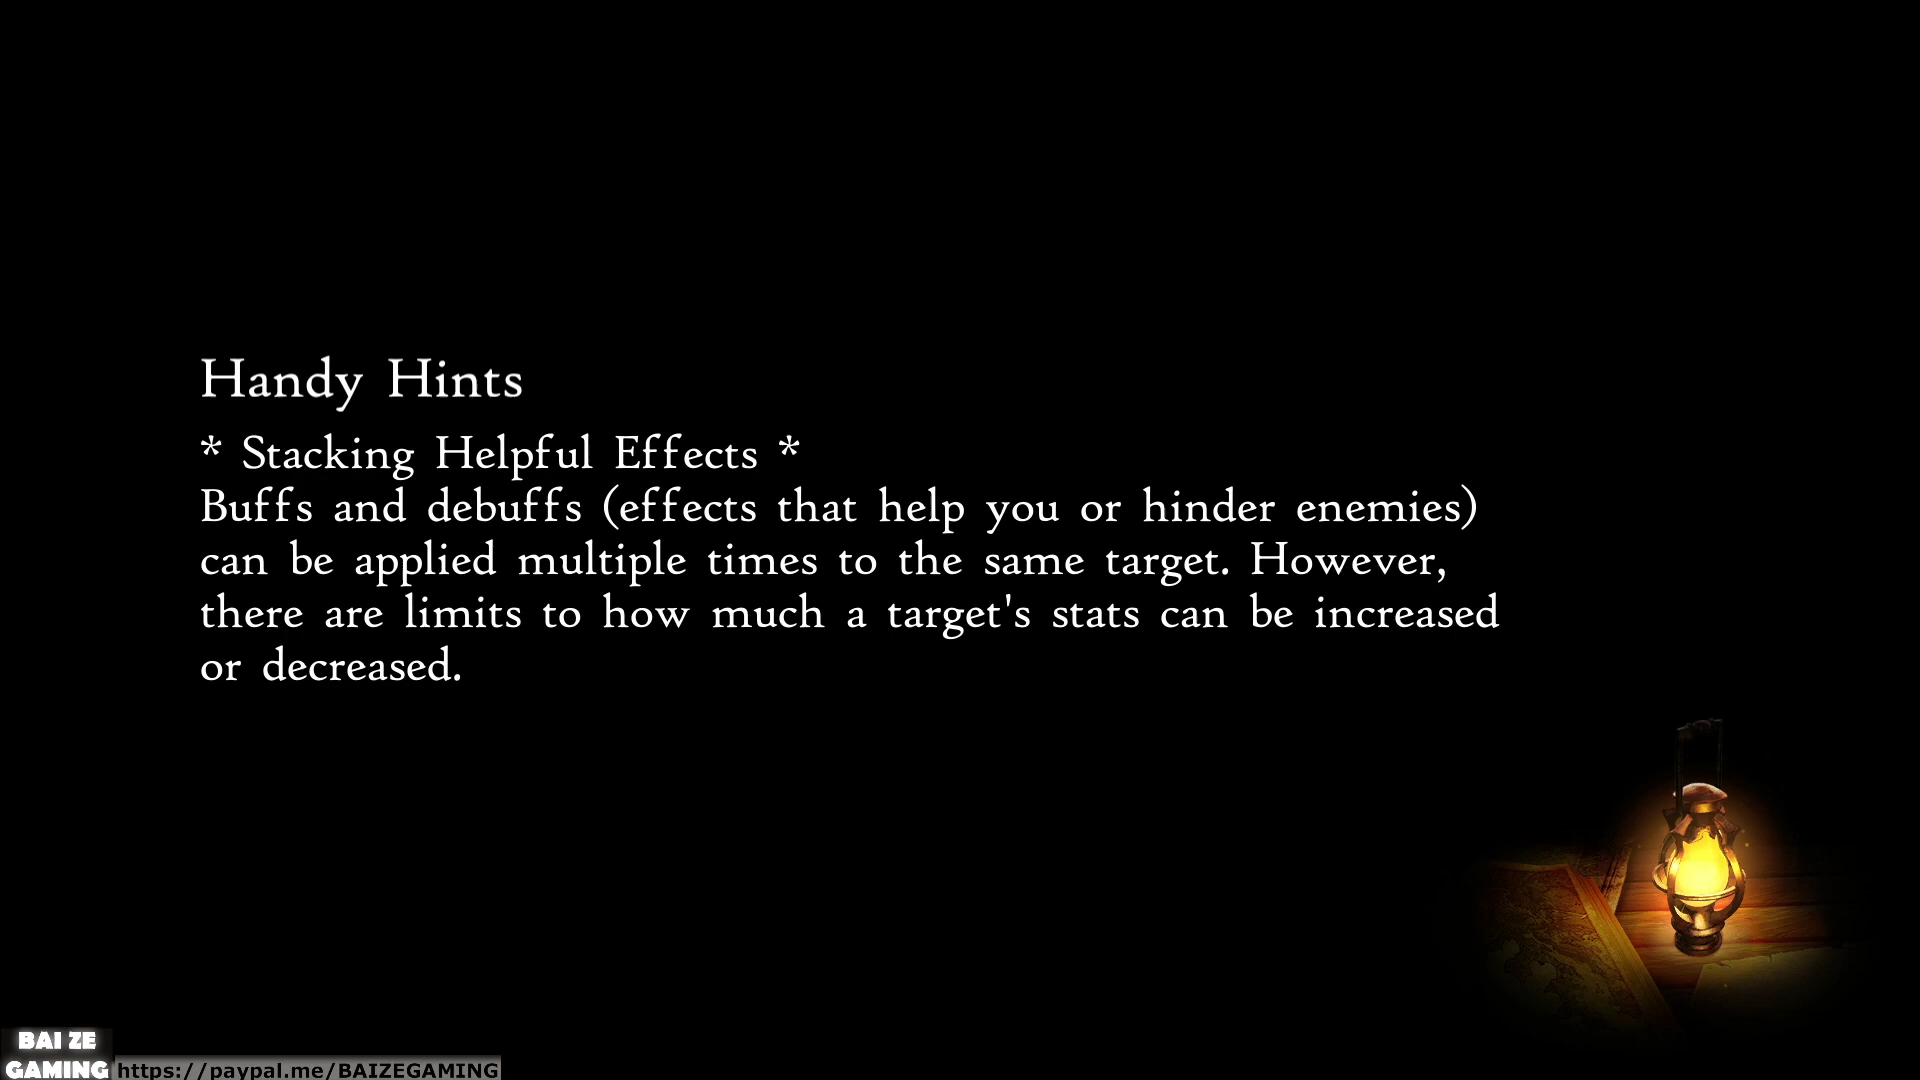 Handy Hints
* Stacking Helpful Effects *
Buffs and debuffs (effects that help you or hinder enemies)
can be applied multiple times to the same target. However,
there are limits to how much a target's stats can be increased
or decreased.
BAI ZE
GAMING https://paypal.me/BAIZEGAMING